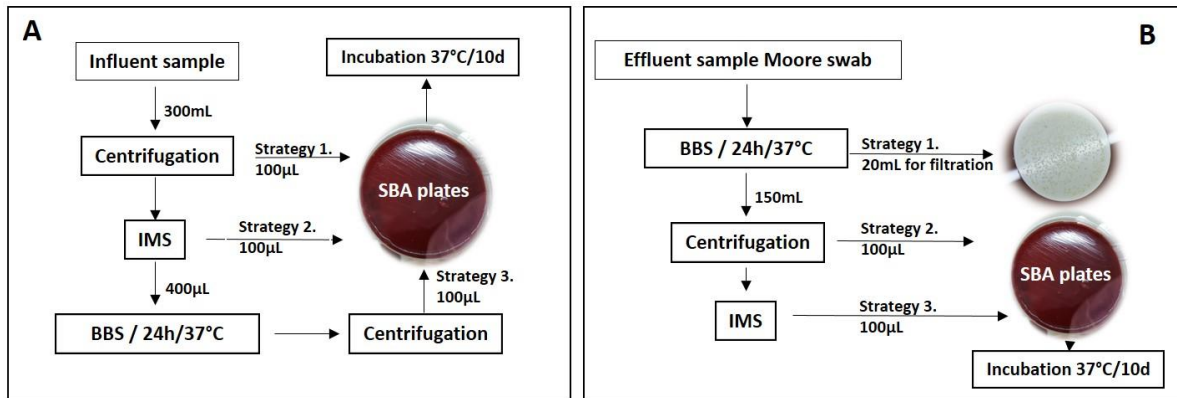 A
Influent sample
300mL
Centrifugation
Strategy 1.
100µL
Incubation 37°C/10d
SBA plates
IMS
Strategy 2.
100µL
400µL
BBS / 24h/37°C
Centrifugation
Strategy 3.
100µL
B
Effluent sample Moore swab
BBS / 24h/37°C
Strategy 1.
20mL for filtration
150mL
Centrifugation
Strategy 2.
100µL
SBA plates
IMS
Strategy 3.
100µL
Incubation 37°C/10d